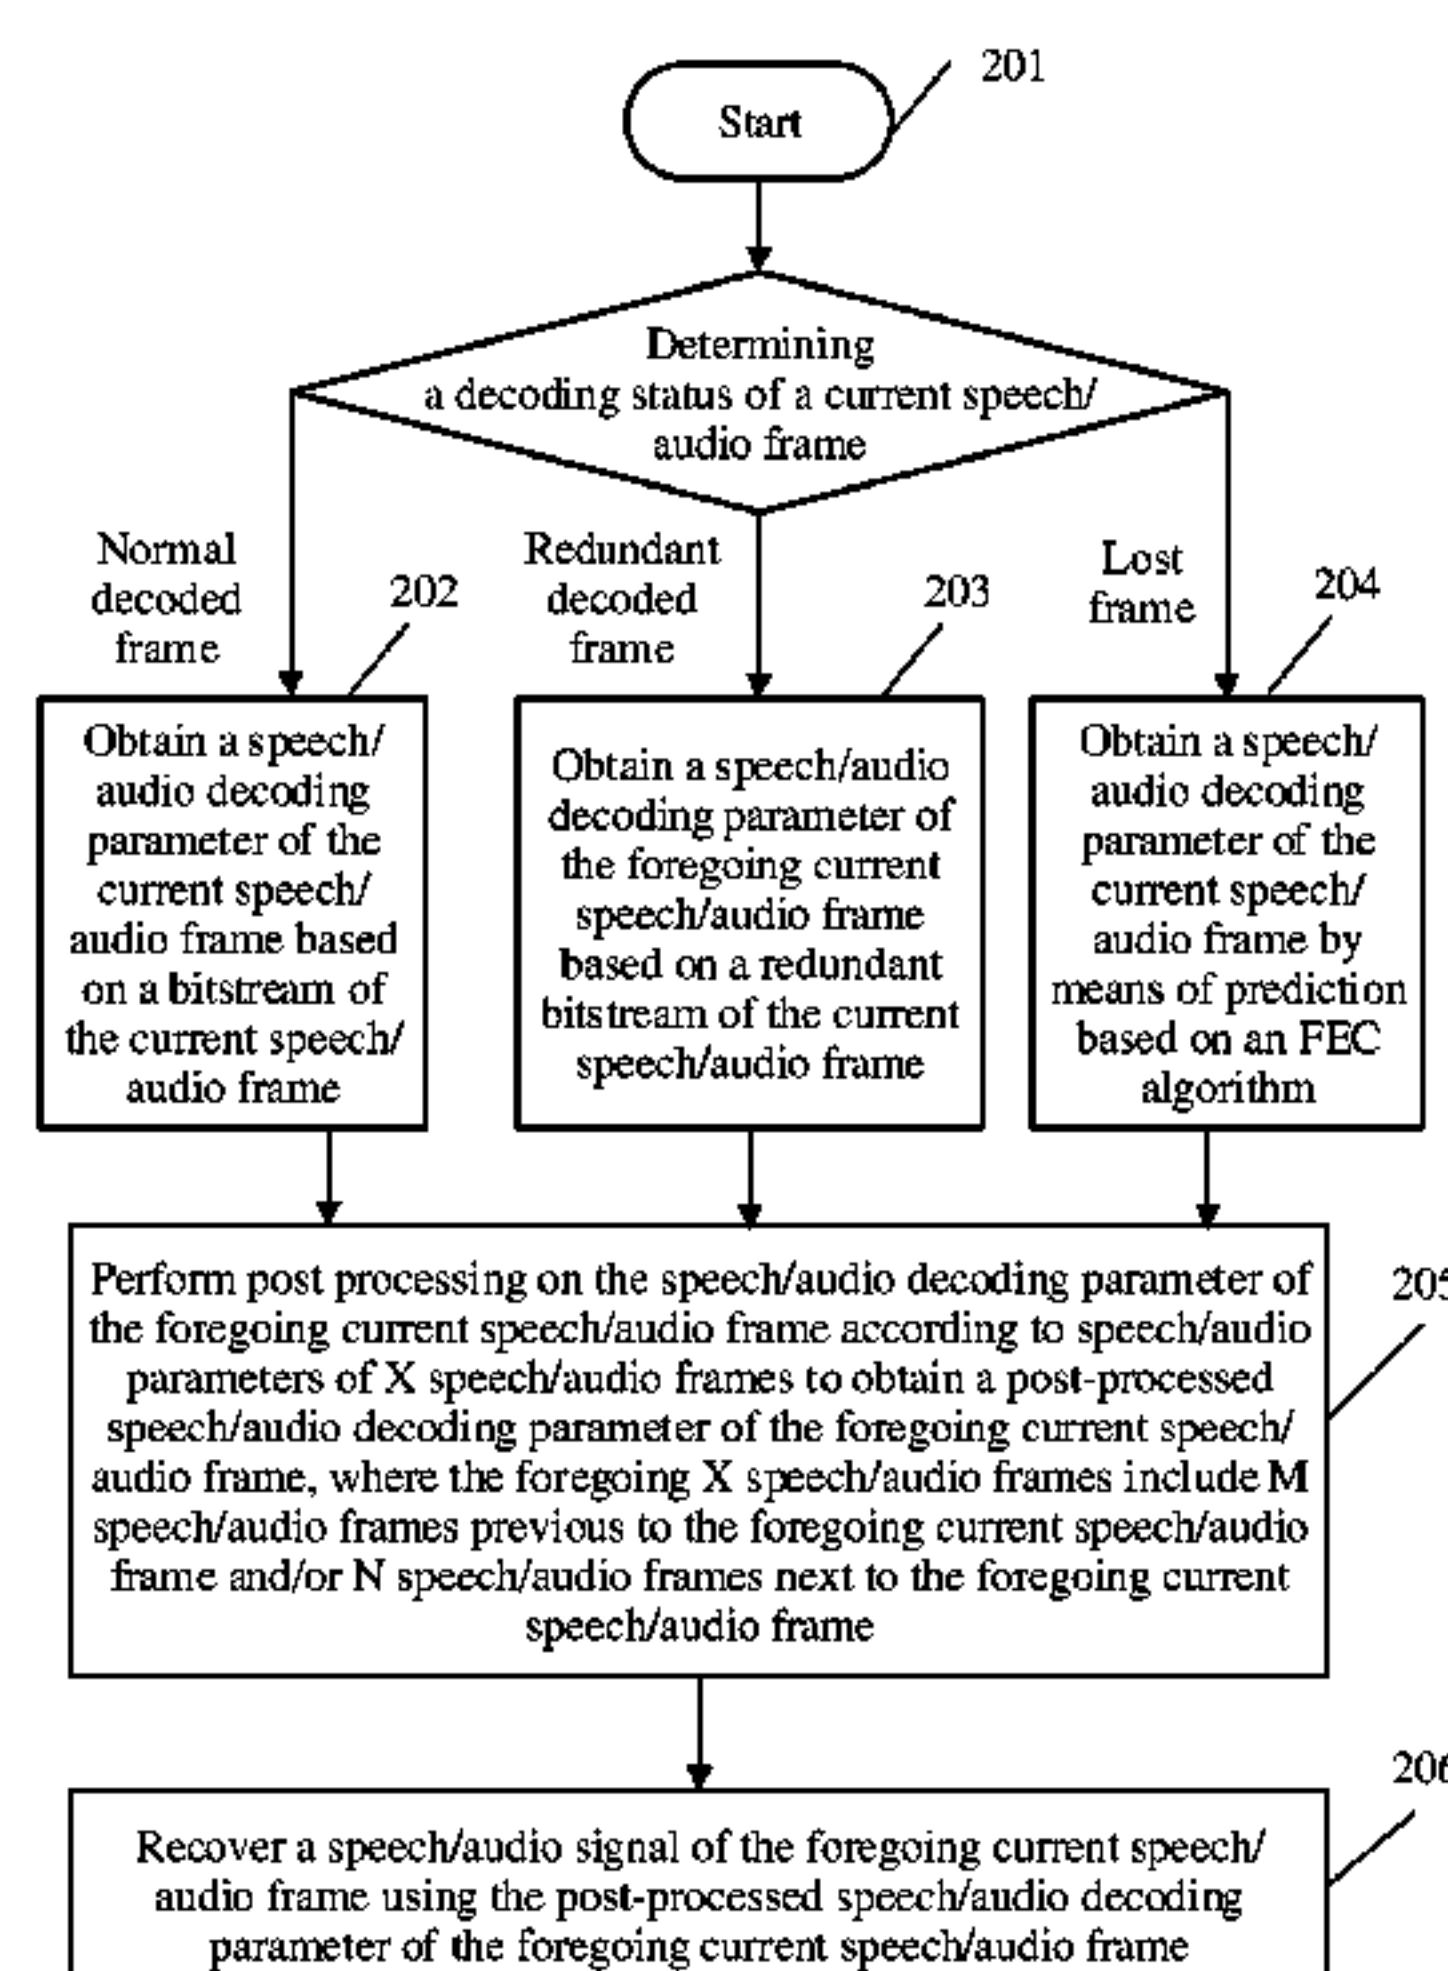 201
Start
Determining
a decoding status of a current speech/
audio frame
Normal
decoded
frame
202
Redundant
decoded
frame
203
Lost
frame
204
Obtain a speech/
audio decoding
parameter of the
current speech/
audio frame based
on a bitstream of
the current speech/
audio frame
Obtain a speech/audio
decoding parameter of
the foregoing current
speech/audio frame
based on a redundant
bitstream of the current
speech/audio frame
Obtain a speech/
audio decoding
parameter of the
current speech/
audio frame by
means of prediction
based on an FEC
algorithm
205
Perform post processing on the speech/audio decoding parameter of
the foregoing current speech/audio frame according to speech/audio
parameters of X speech/audio frames to obtain a post-processed
speech/audio decoding parameter of the foregoing current speech/
audio frame, where the foregoing X speech/audio frames include M
speech/audio frames previous to the foregoing current speech/audio
frame and/or N speech/audio frames next to the foregoing current
speech/audio frame
206
Recover a speech/audio signal of the foregoing current speech/
audio frame using the post-processed speech/audio decoding
parameter of the foregoing current speech/audio frame